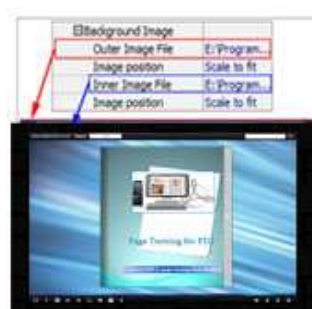 Background Image
Outer Image File E:\Program...
Image position Scale to fit
Inner Image File E:\Program...
Image position Scale to fit
Page Turning for PTC